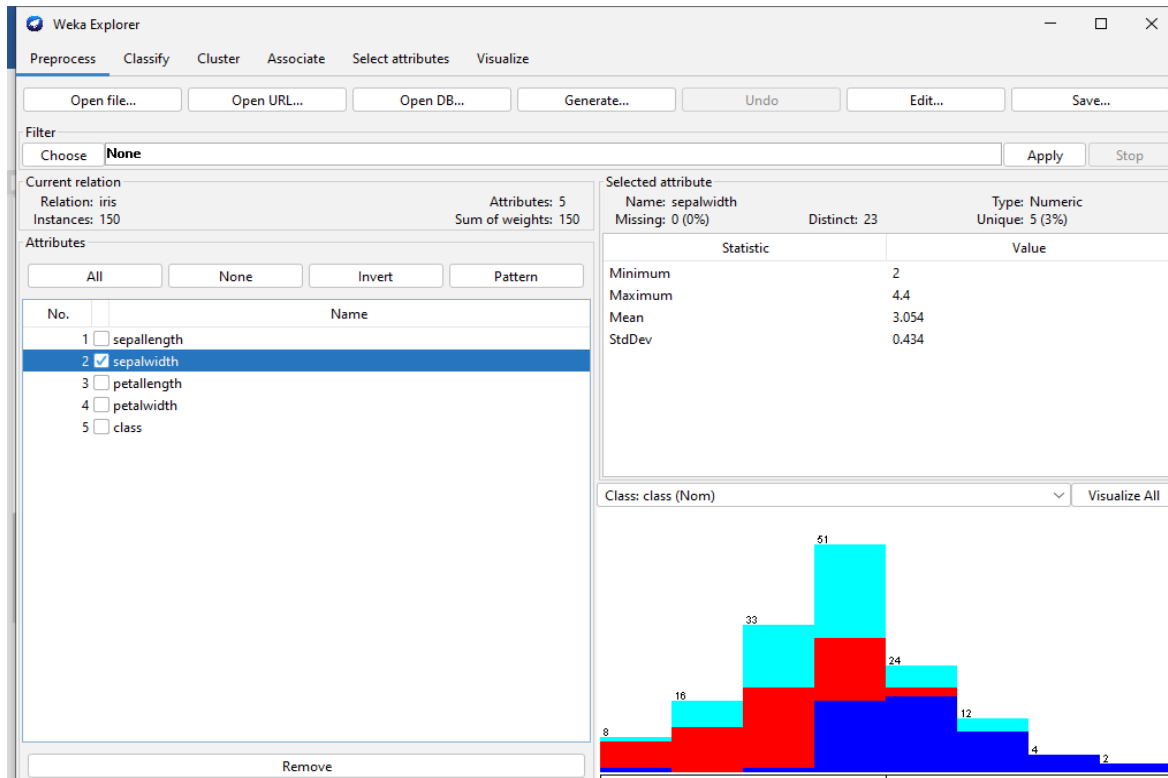 Weka Explorer
Preprocess Classify Cluster Associate Select attributes Visualize
Open file... Open URL... Open DB... Generate... Undo Edit... Save...
Filter
Choose None Apply Stop
Current relation
Relation: iris Attributes: 5
Instances: 150 Sum of weights: 150
Attributes
All None Invert Pattern
No. Name
1 sepallength
2 sepalwidth
3 petallength
4 petalwidth
5 class
Remove
Selected attribute
Name: sepalwidth Type: Numeric
Missing: 0 (0%) Distinct: 23 Unique: 5 (3%)
Statistic Value
Minimum 2
Maximum 4.4
Mean 3.054
StdDev 0.434
Class: class (Nom) Visualize All
8 16 33 51 24 12 4 2